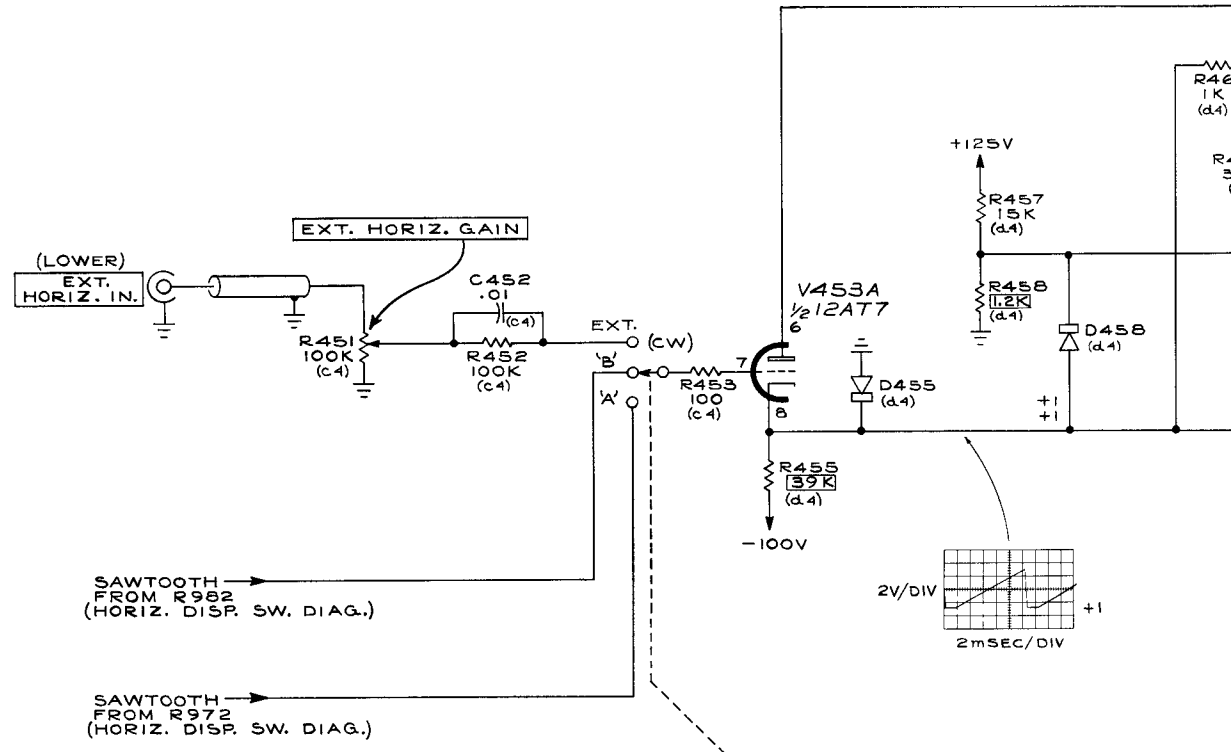 (LOWER)
EXT.
HORIZ. IN.
EXT. HORIZ. GAIN
R451
100K
(c4)
C452
.01
(c4)
R452
100K
(c4)
EXT.
(CW)
'B'
'A'
R453
100
(c4)
V453A
½ 12AT7
6
7
8
D455
(d4)
R455
39K
(d4)
-100V
+125V
R457
15K
(d4)
R458
1.2K
(d4)
D458
(d4)
+1
+1
1K
(d4)
2V/DIV
+1
2mSEC/DIV
SAWTOOTH
FROM R982
(HORIZ. DISP. SW. DIAG.)
SAWTOOTH
FROM R972
(HORIZ. DISP. SW. DIAG.)